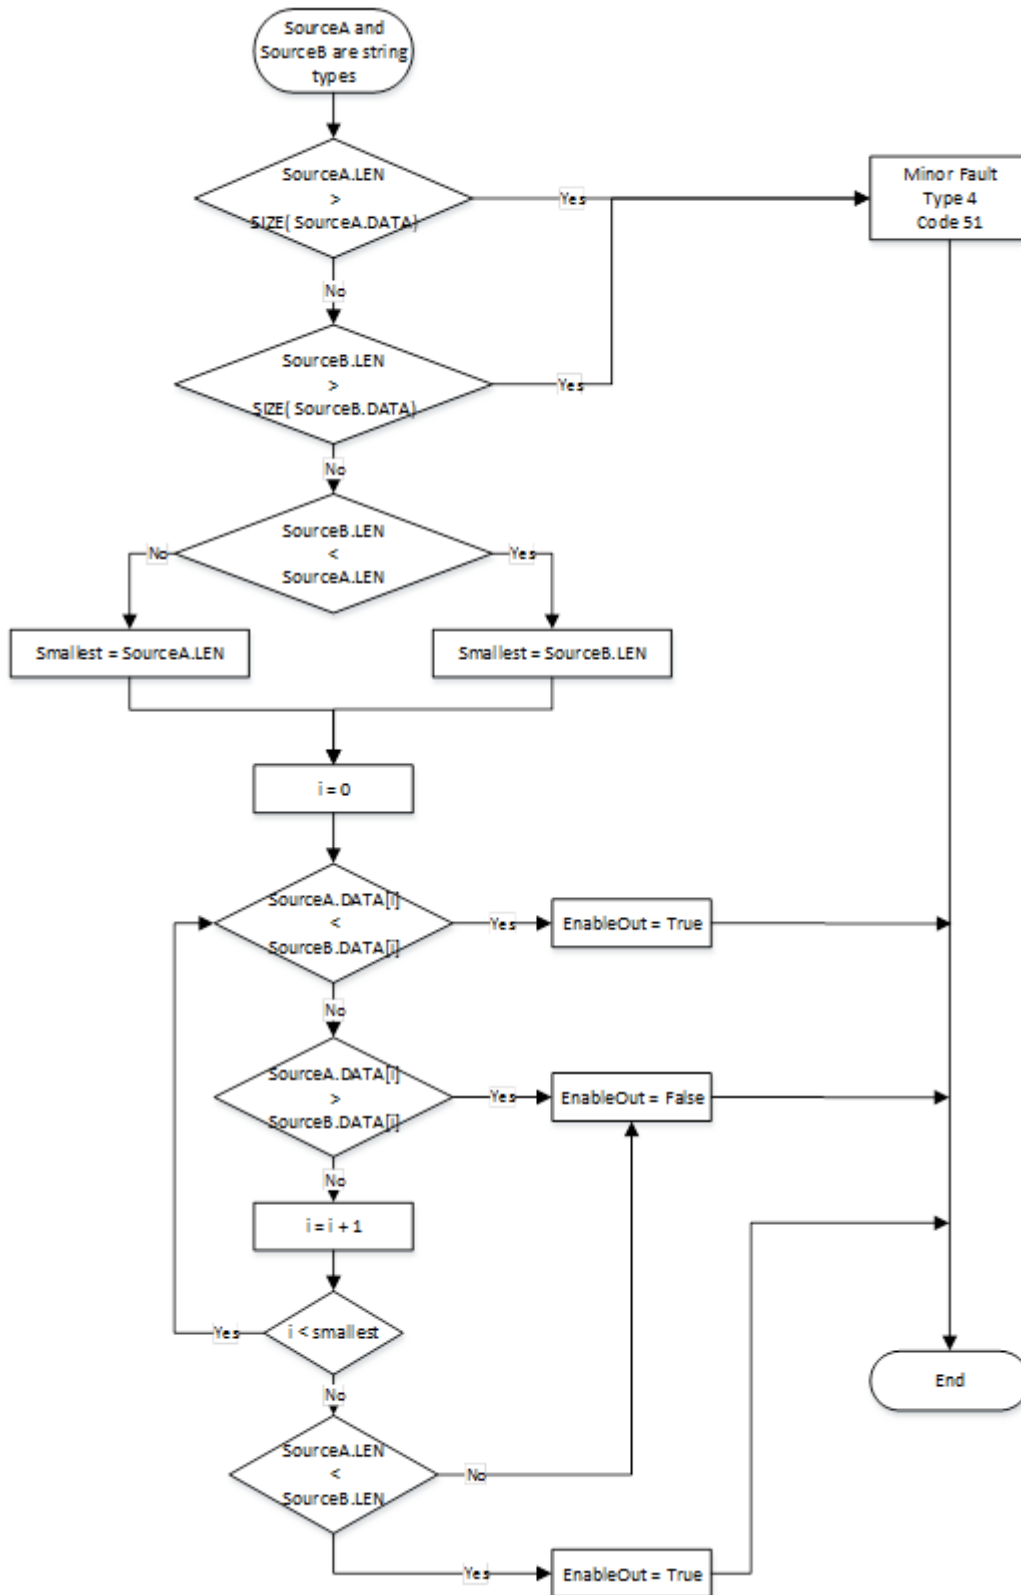 SourceA and
SourceB are string
types
SourceA.LEN
>
SIZE( SourceA.DATA)
Yes
Minor Fault
Type 4
Code 51
No
SourceB.LEN
>
SIZE( SourceB.DATA)
Yes
No
SourceB.LEN
<
SourceA.LEN
No
Yes
Smallest = SourceA.LEN
Smallest = SourceB.LEN
i = 0
SourceA.DATA[i]
<
SourceB.DATA[i]
Yes
EnableOut = True
No
SourceA.DATA[i]
>
SourceB.DATA[i]
Yes
EnableOut = False
No
i = i + 1
i < smallest
Yes
No
End
SourceA.LEN
<
SourceB.LEN
No
Yes
EnableOut = True